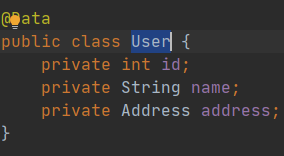 @Data
public class User {
    private int id;
    private String name;
    private Address address;
}